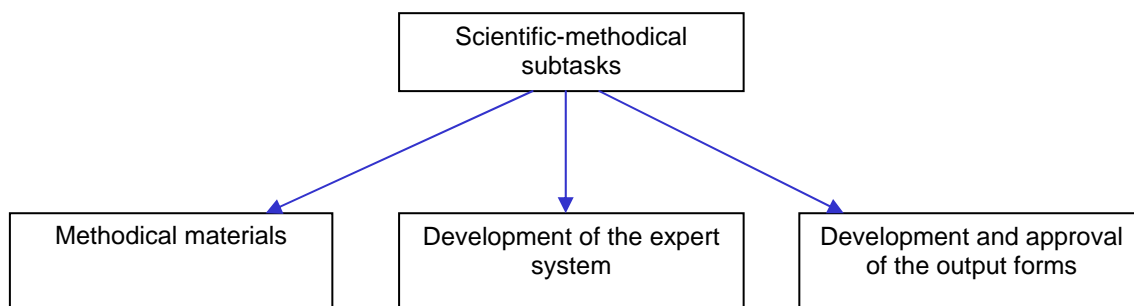 Scientific-methodical
subtasks
Methodical materials
Development of the expert
system
Development and approval
of the output forms